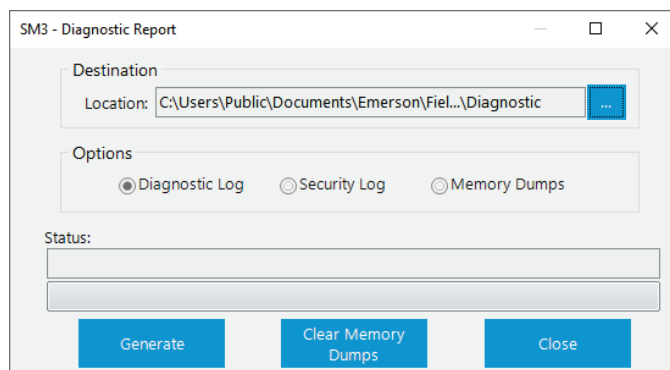 SM3 - Diagnostic Report
Destination
Location: C:\Users\Public\Documents\Emerson\Fiel...\Diagnostic ...
Options
Diagnostic Log Security Log Memory Dumps
Status:
Generate Clear Memory Dumps Close